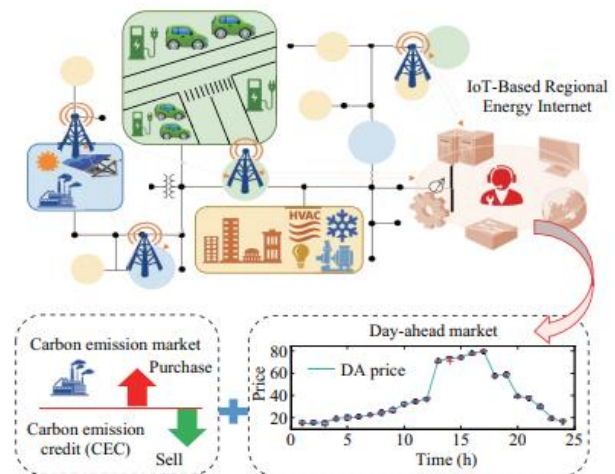 IoT-Based Regional
Energy Internet
HVAC
Carbon emission market
Purchase
Carbon emission
credit (CEC)
Sell
Day-ahead market
DA price
Price
80
60
40
20
0
5
10
15
20
25
Time (h)